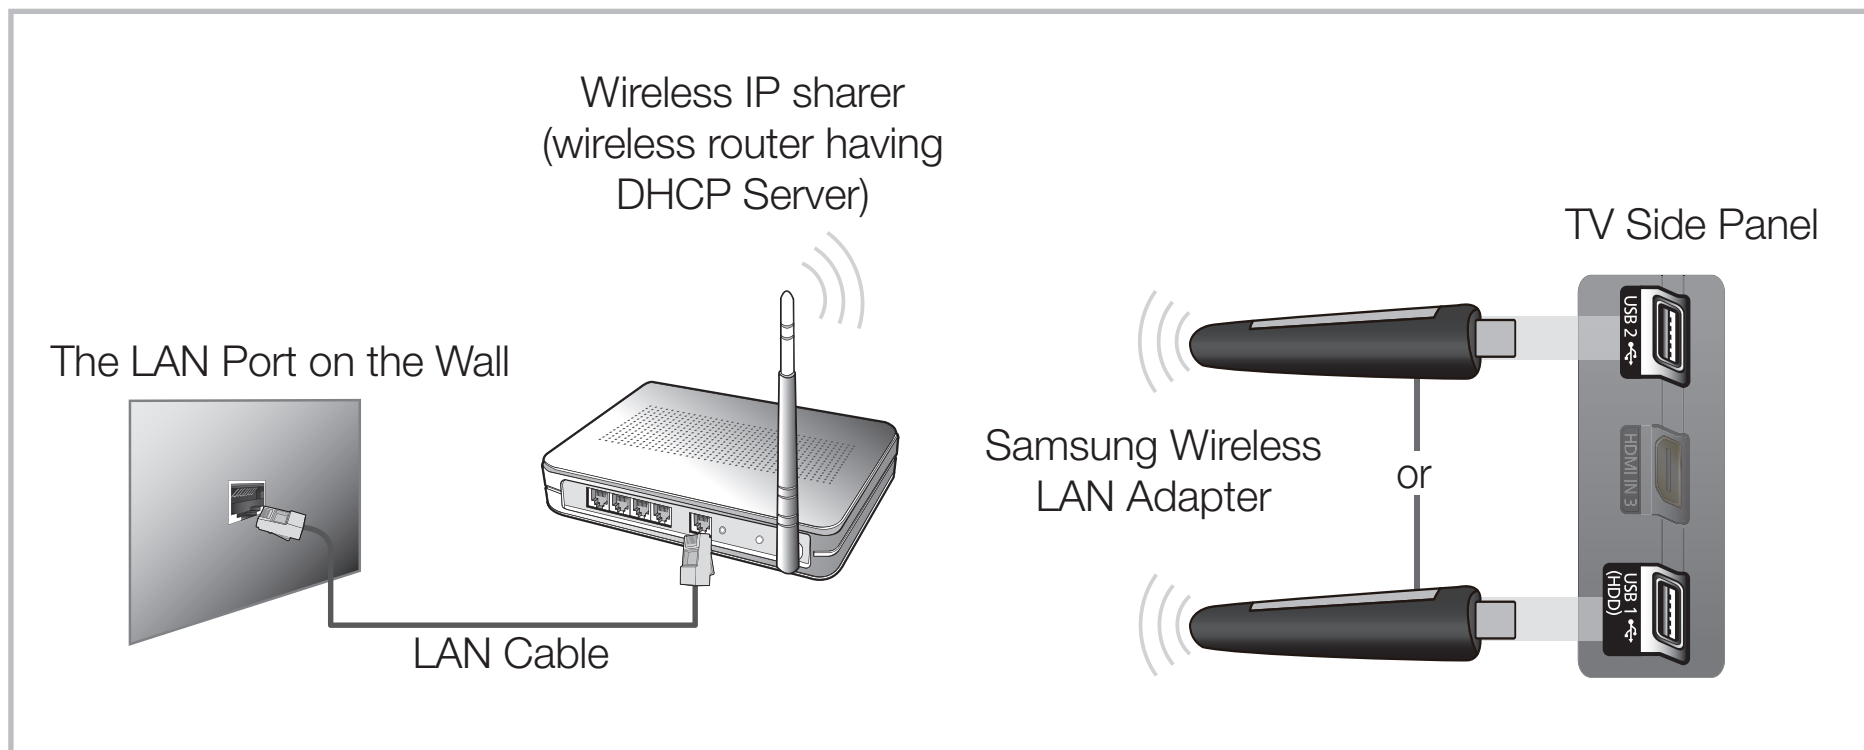 Wireless IP sharer
(wireless router having
DHCP Server)
TV Side Panel
The LAN Port on the Wall
LAN Cable
Samsung Wireless
LAN Adapter
or
USB 2
HDMI IN 3
USB 1
(HDD)